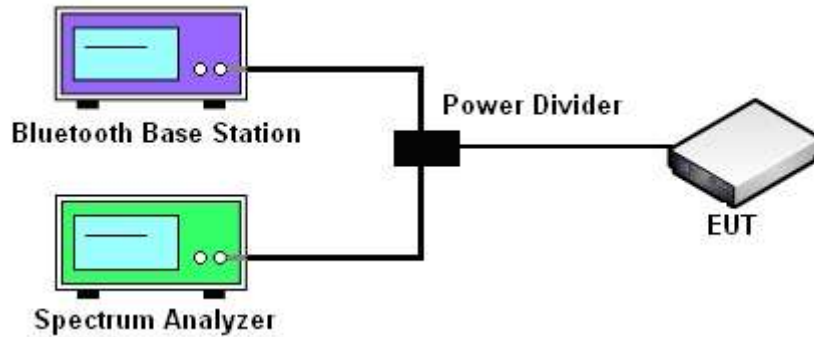 Bluetooth Base Station
Power Divider
EUT
Spectrum Analyzer